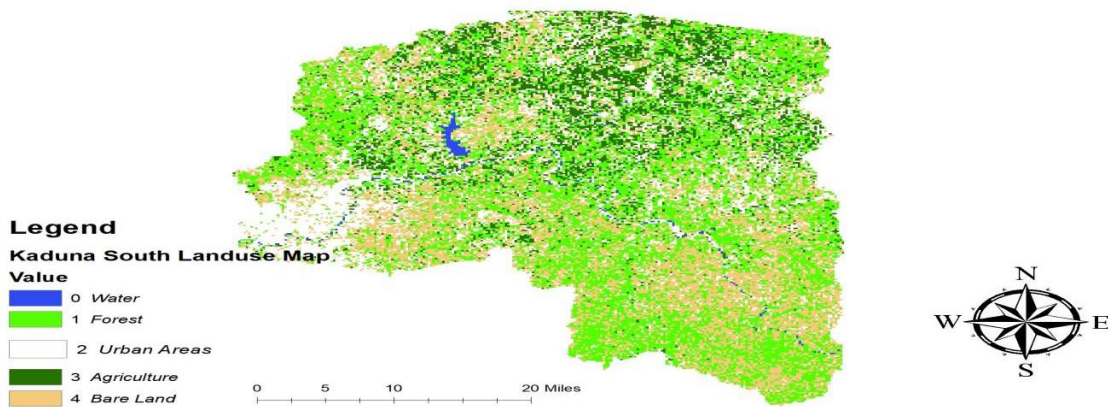 Legend
Kaduna South Landuse Map
Value
0 Water
1 Forest
2 Urban Areas
3 Agriculture
4 Bare Land
0 5 10 20 Miles
N
W E
S